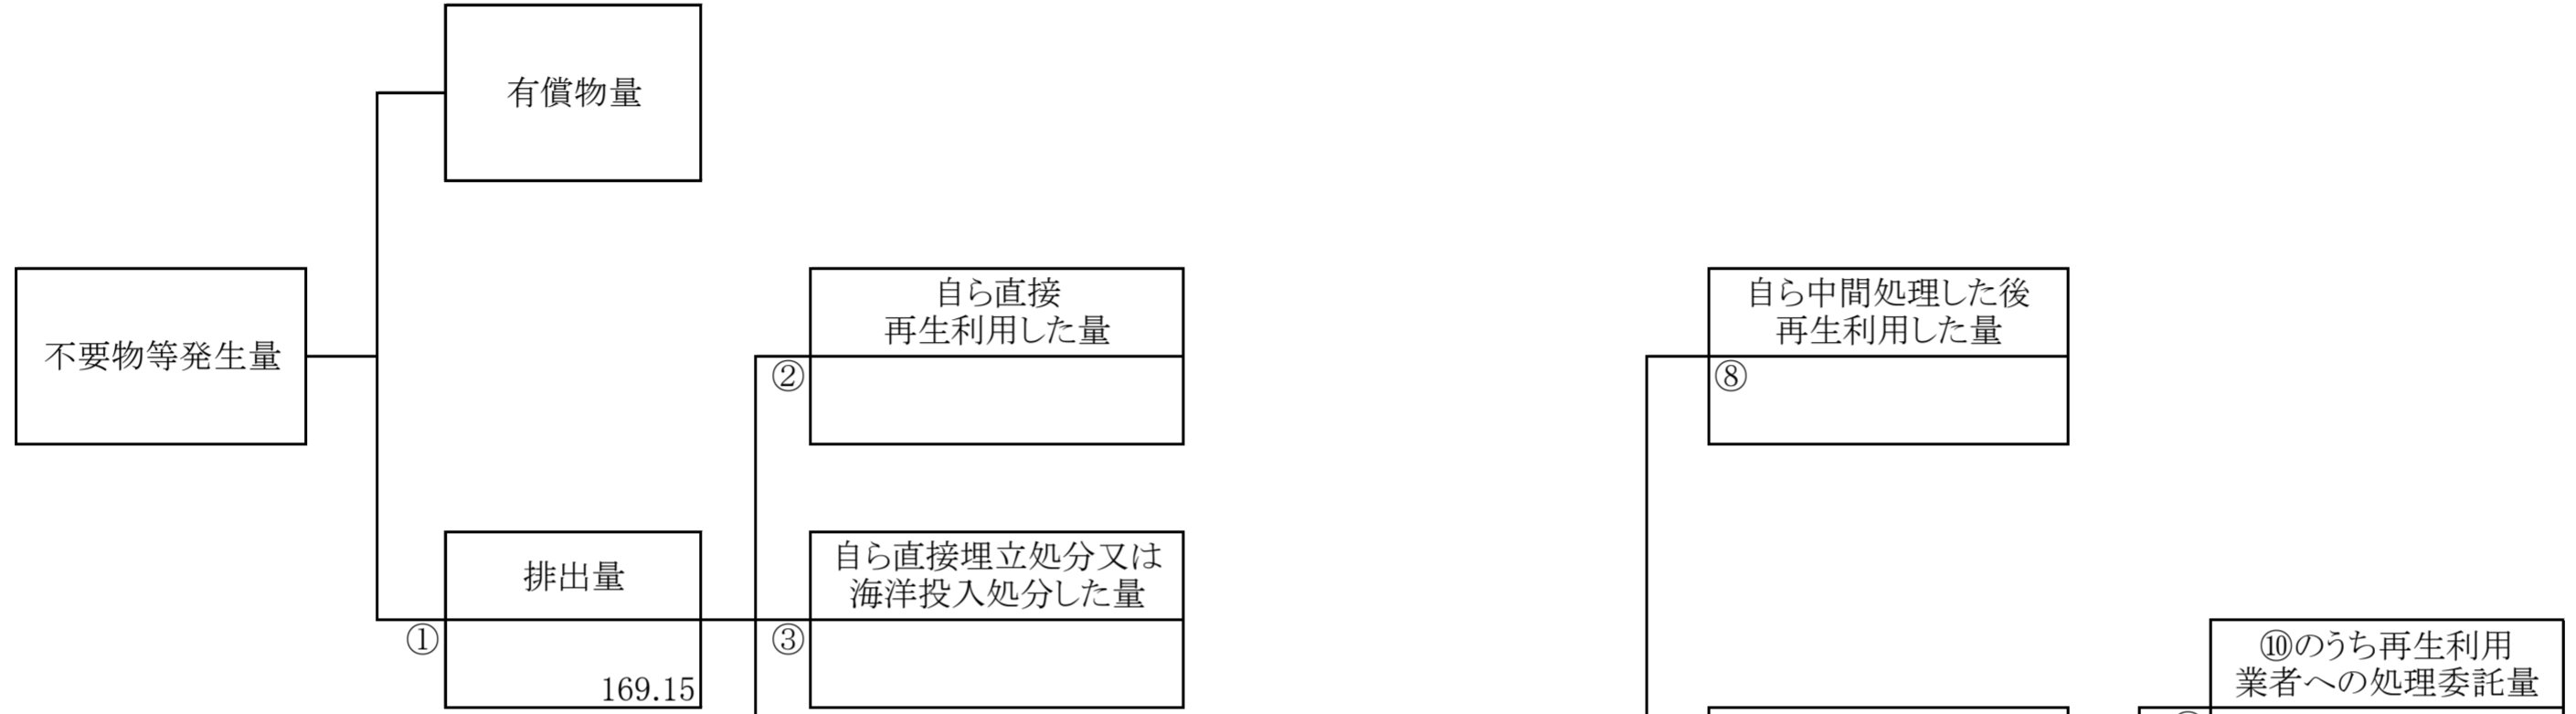 有償物量
不要物等発生量
自ら直接
再生利用した量
②
自ら中間処理した後
再生利用した量
⑧
排出量
①
169.15
自ら直接埋立処分又は
海洋投入処分した量
③
⑩のうち再生利用
業者への処理委託量